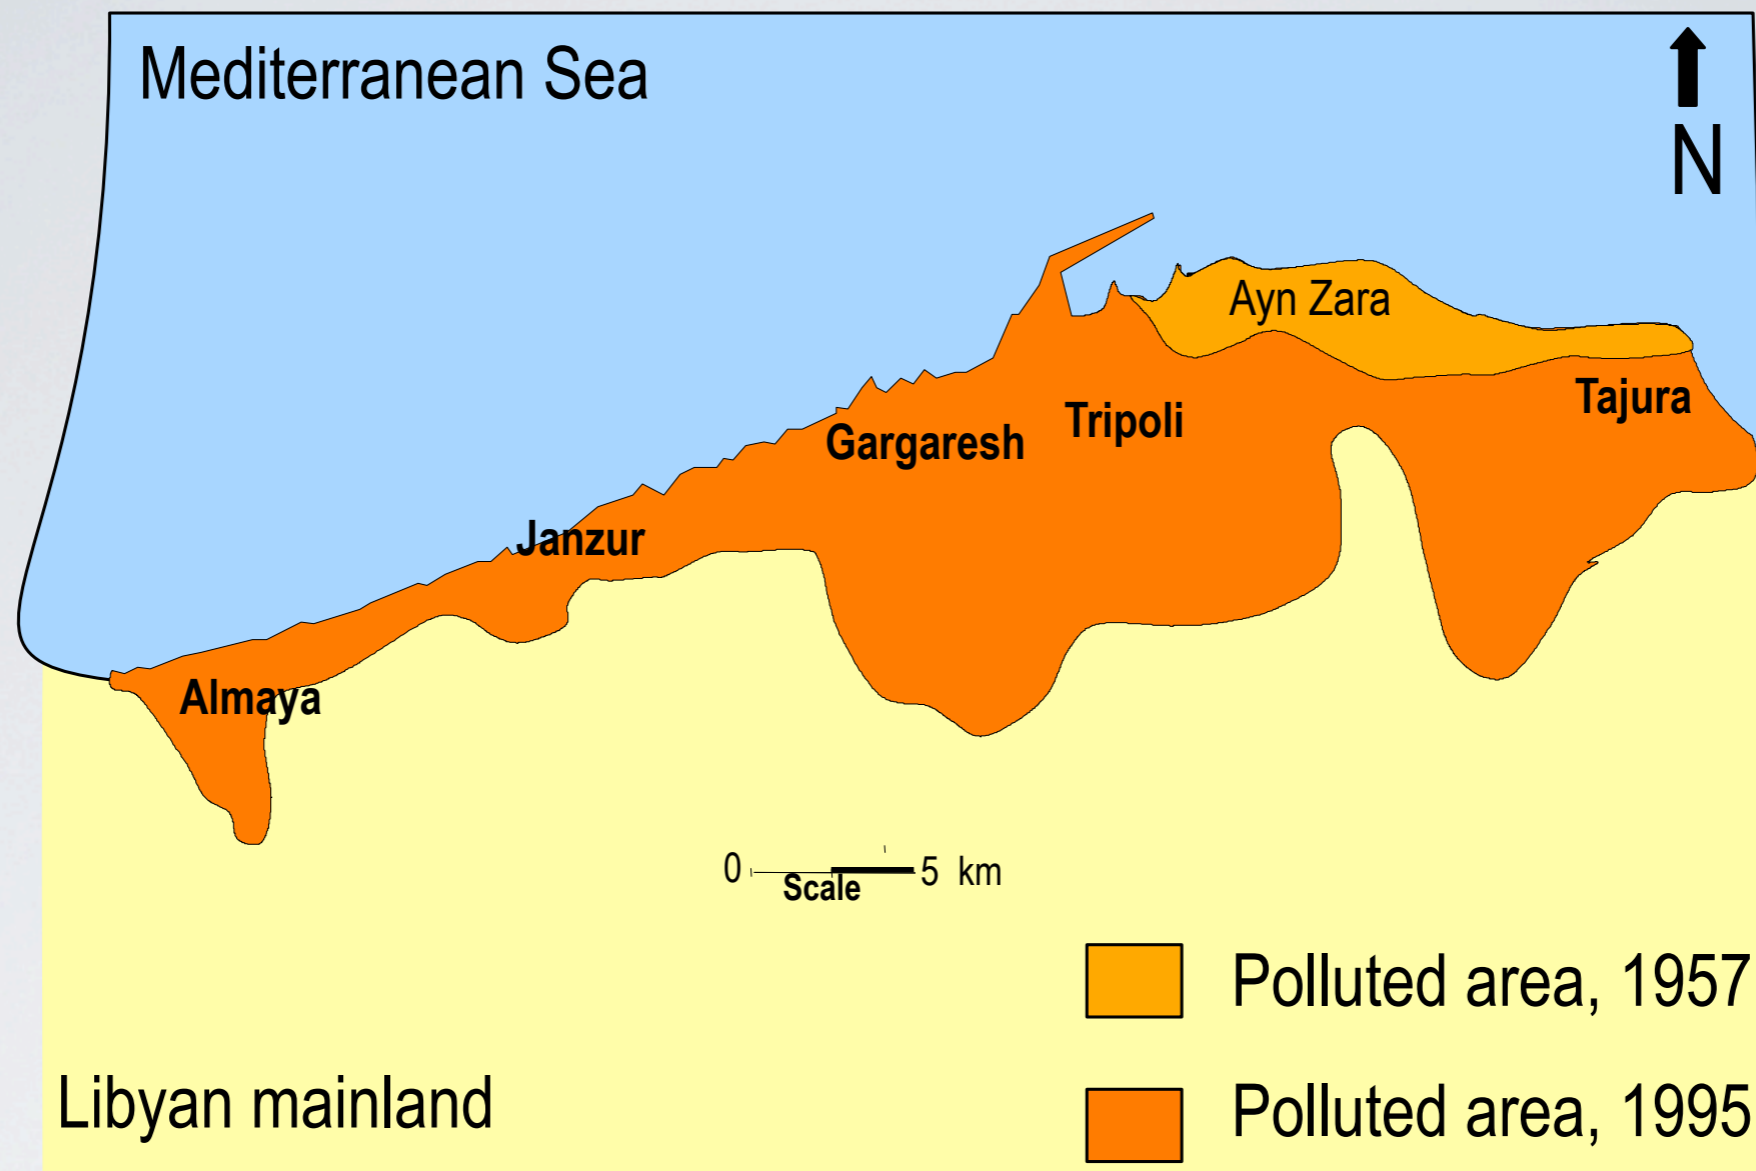 Mediterranean Sea
N
Ayn Zara
Tajura
Tripoli
Gargaresh
Janzur
Almaya
0 5 km
Scale
Polluted area, 1957
Polluted area, 1995
Libyan mainland